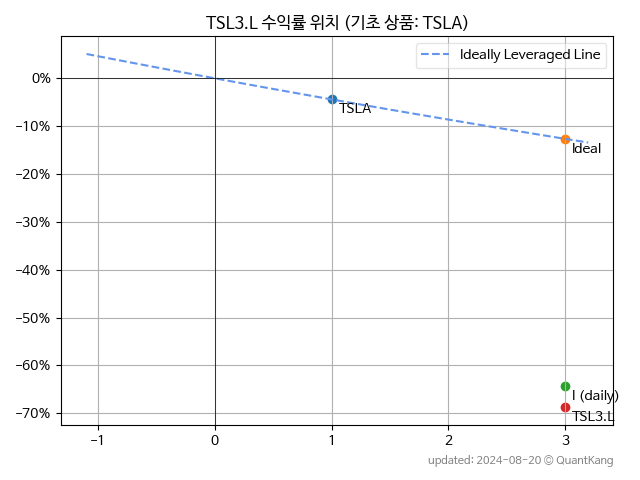 TSL3.L 수익률 위치 (기초 상품: TSLA)
Ideally Leveraged Line
0%
TSLA
−10%
Ideal
−20%
−30%
−40%
−50%
−60%
I (daily)
−70%
TSL3.L
−1 0 1 2 3
updated: 2024-08-20 © QuantKang